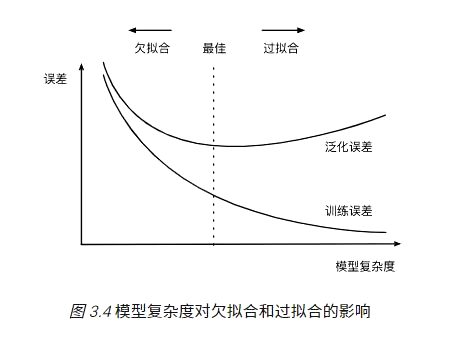 欠拟合 最佳 过拟合
误差
泛化误差
训练误差
模型复杂度
图 3.4 模型复杂度对欠拟合和过拟合的影响